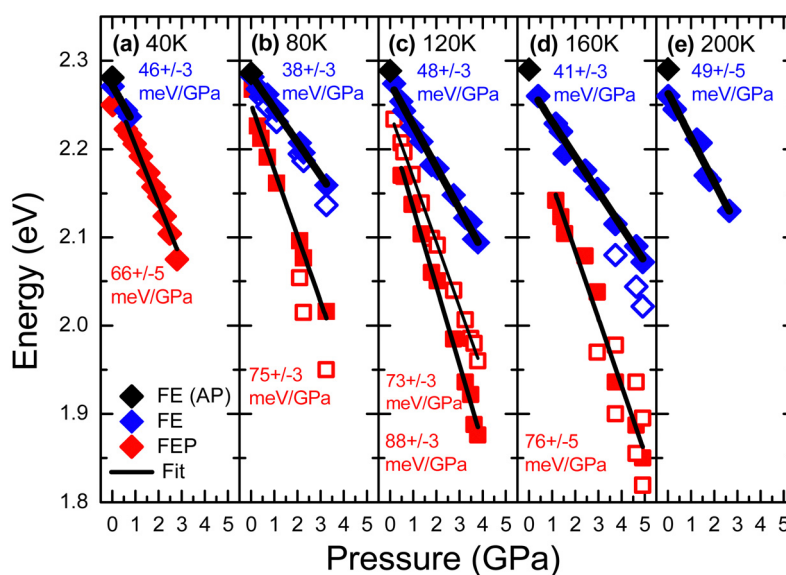 (a) 40K
46+/-3
meV/GPa
66+/-5
meV/GPa
FE (AP)
FE
FEP
Fit
(b) 80K
38+/-3
meV/GPa
75+/-3
meV/GPa
(c) 120K
48+/-3
meV/GPa
73+/-3
meV/GPa
88+/-3
meV/GPa
(d) 160K
41+/-3
meV/GPa
76+/-5
meV/GPa
(e) 200K
49+/-5
meV/GPa
2.3
2.2
2.1
2.0
1.9
1.8
Energy (eV)
0 1 2 3 4 5 0 1 2 3 4 5 0 1 2 3 4 5 0 1 2 3 4 5 0 1 2 3 4 5
Pressure (GPa)